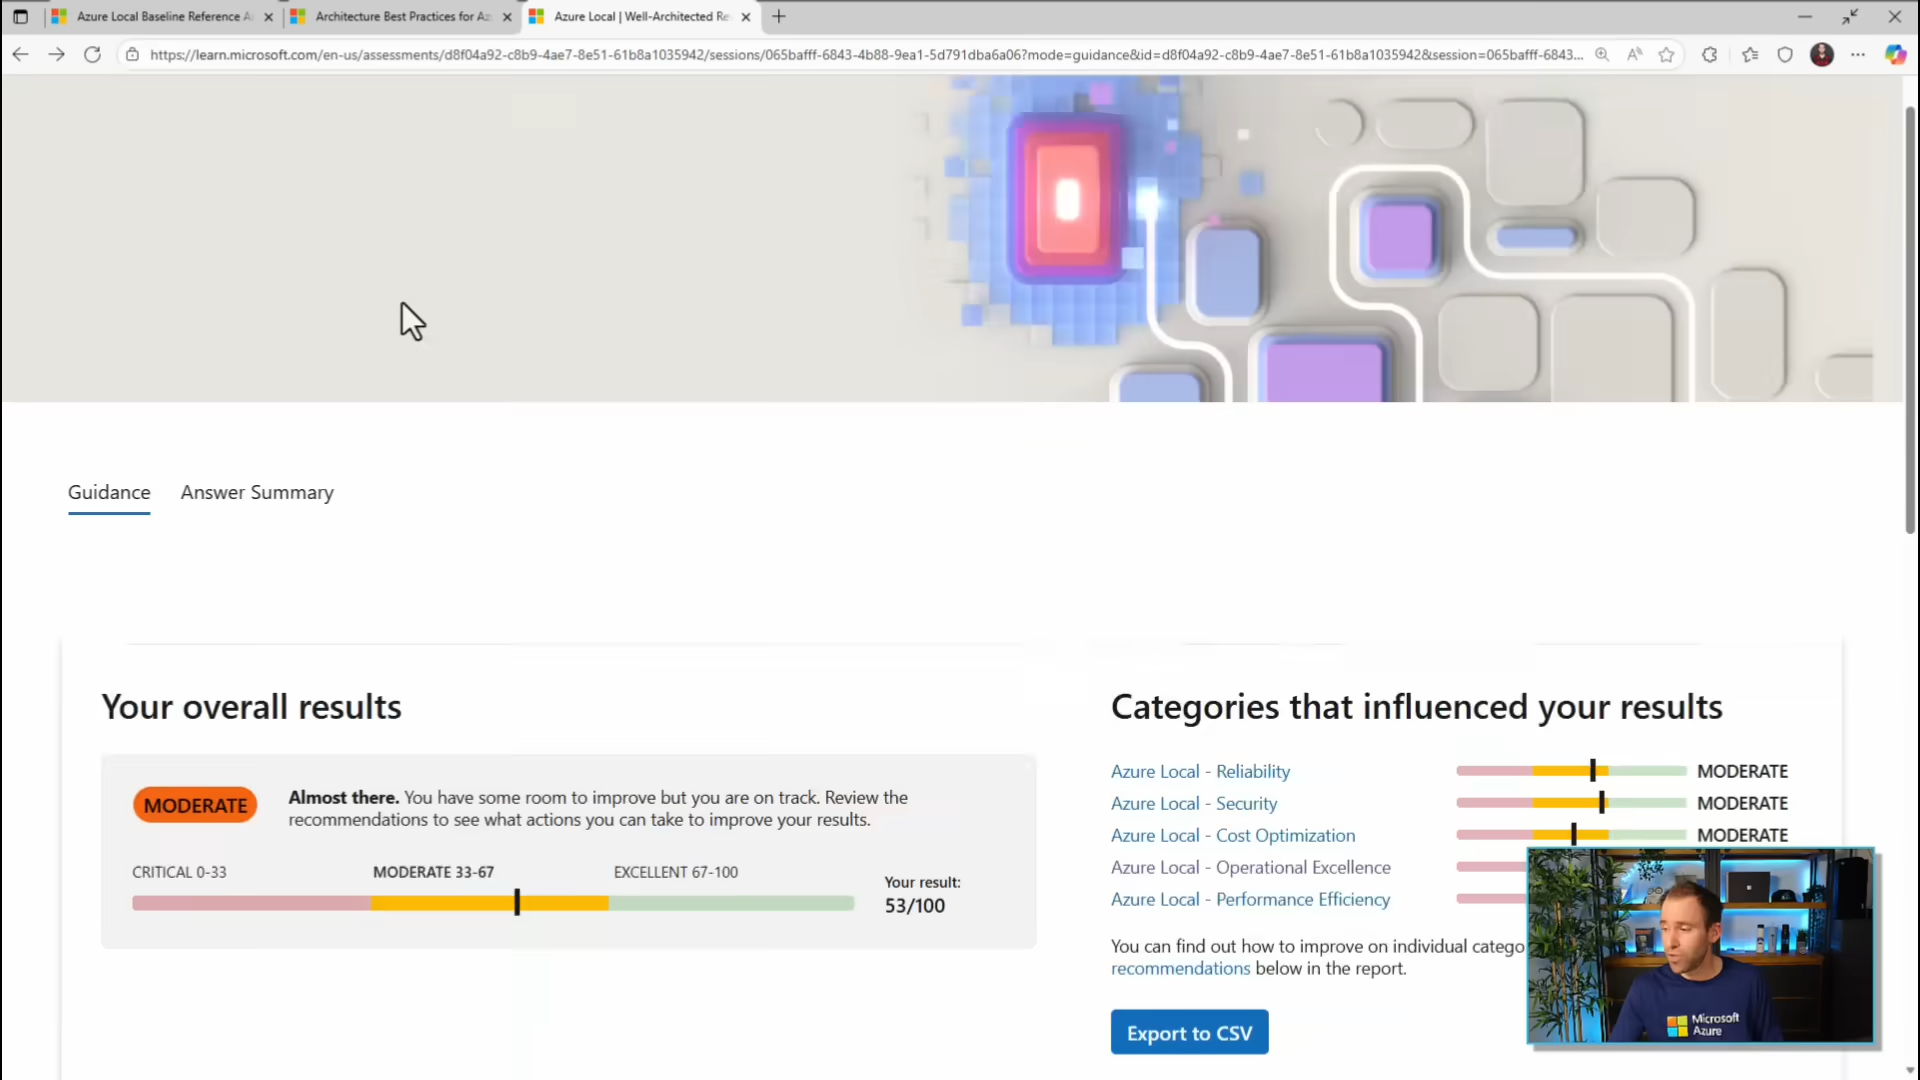 Azure Local Baseline Reference A
Architecture Best Practices for Az
Azure Local | Well-Architected Re
https://learn.microsoft.com/en-us/assessments/d8f04a92-c8b9-4ae7-8e51-61b8a1035942/sessions/065bafff-6843-4b88-9ea1-5d791dba6a06?mode=guidance&id=d8f04a92-c8b9-4ae7-8e51-61b8a1035942&session=065bafff-6843...
Guidance
Answer Summary
Your overall results
MODERATE
Almost there. You have some room to improve but you are on track. Review the
recommendations to see what actions you can take to improve your results.
CRITICAL 0-33
MODERATE 33-67
EXCELLENT 67-100
Your result:
53/100
Categories that influenced your results
Azure Local - Reliability
MODERATE
Azure Local - Security
MODERATE
Azure Local - Cost Optimization
MODERATE
Azure Local - Operational Excellence
Azure Local - Performance Efficiency
You can find out how to improve on individual catego
recommendations below in the report.
Export to CSV
Microsoft
Azure